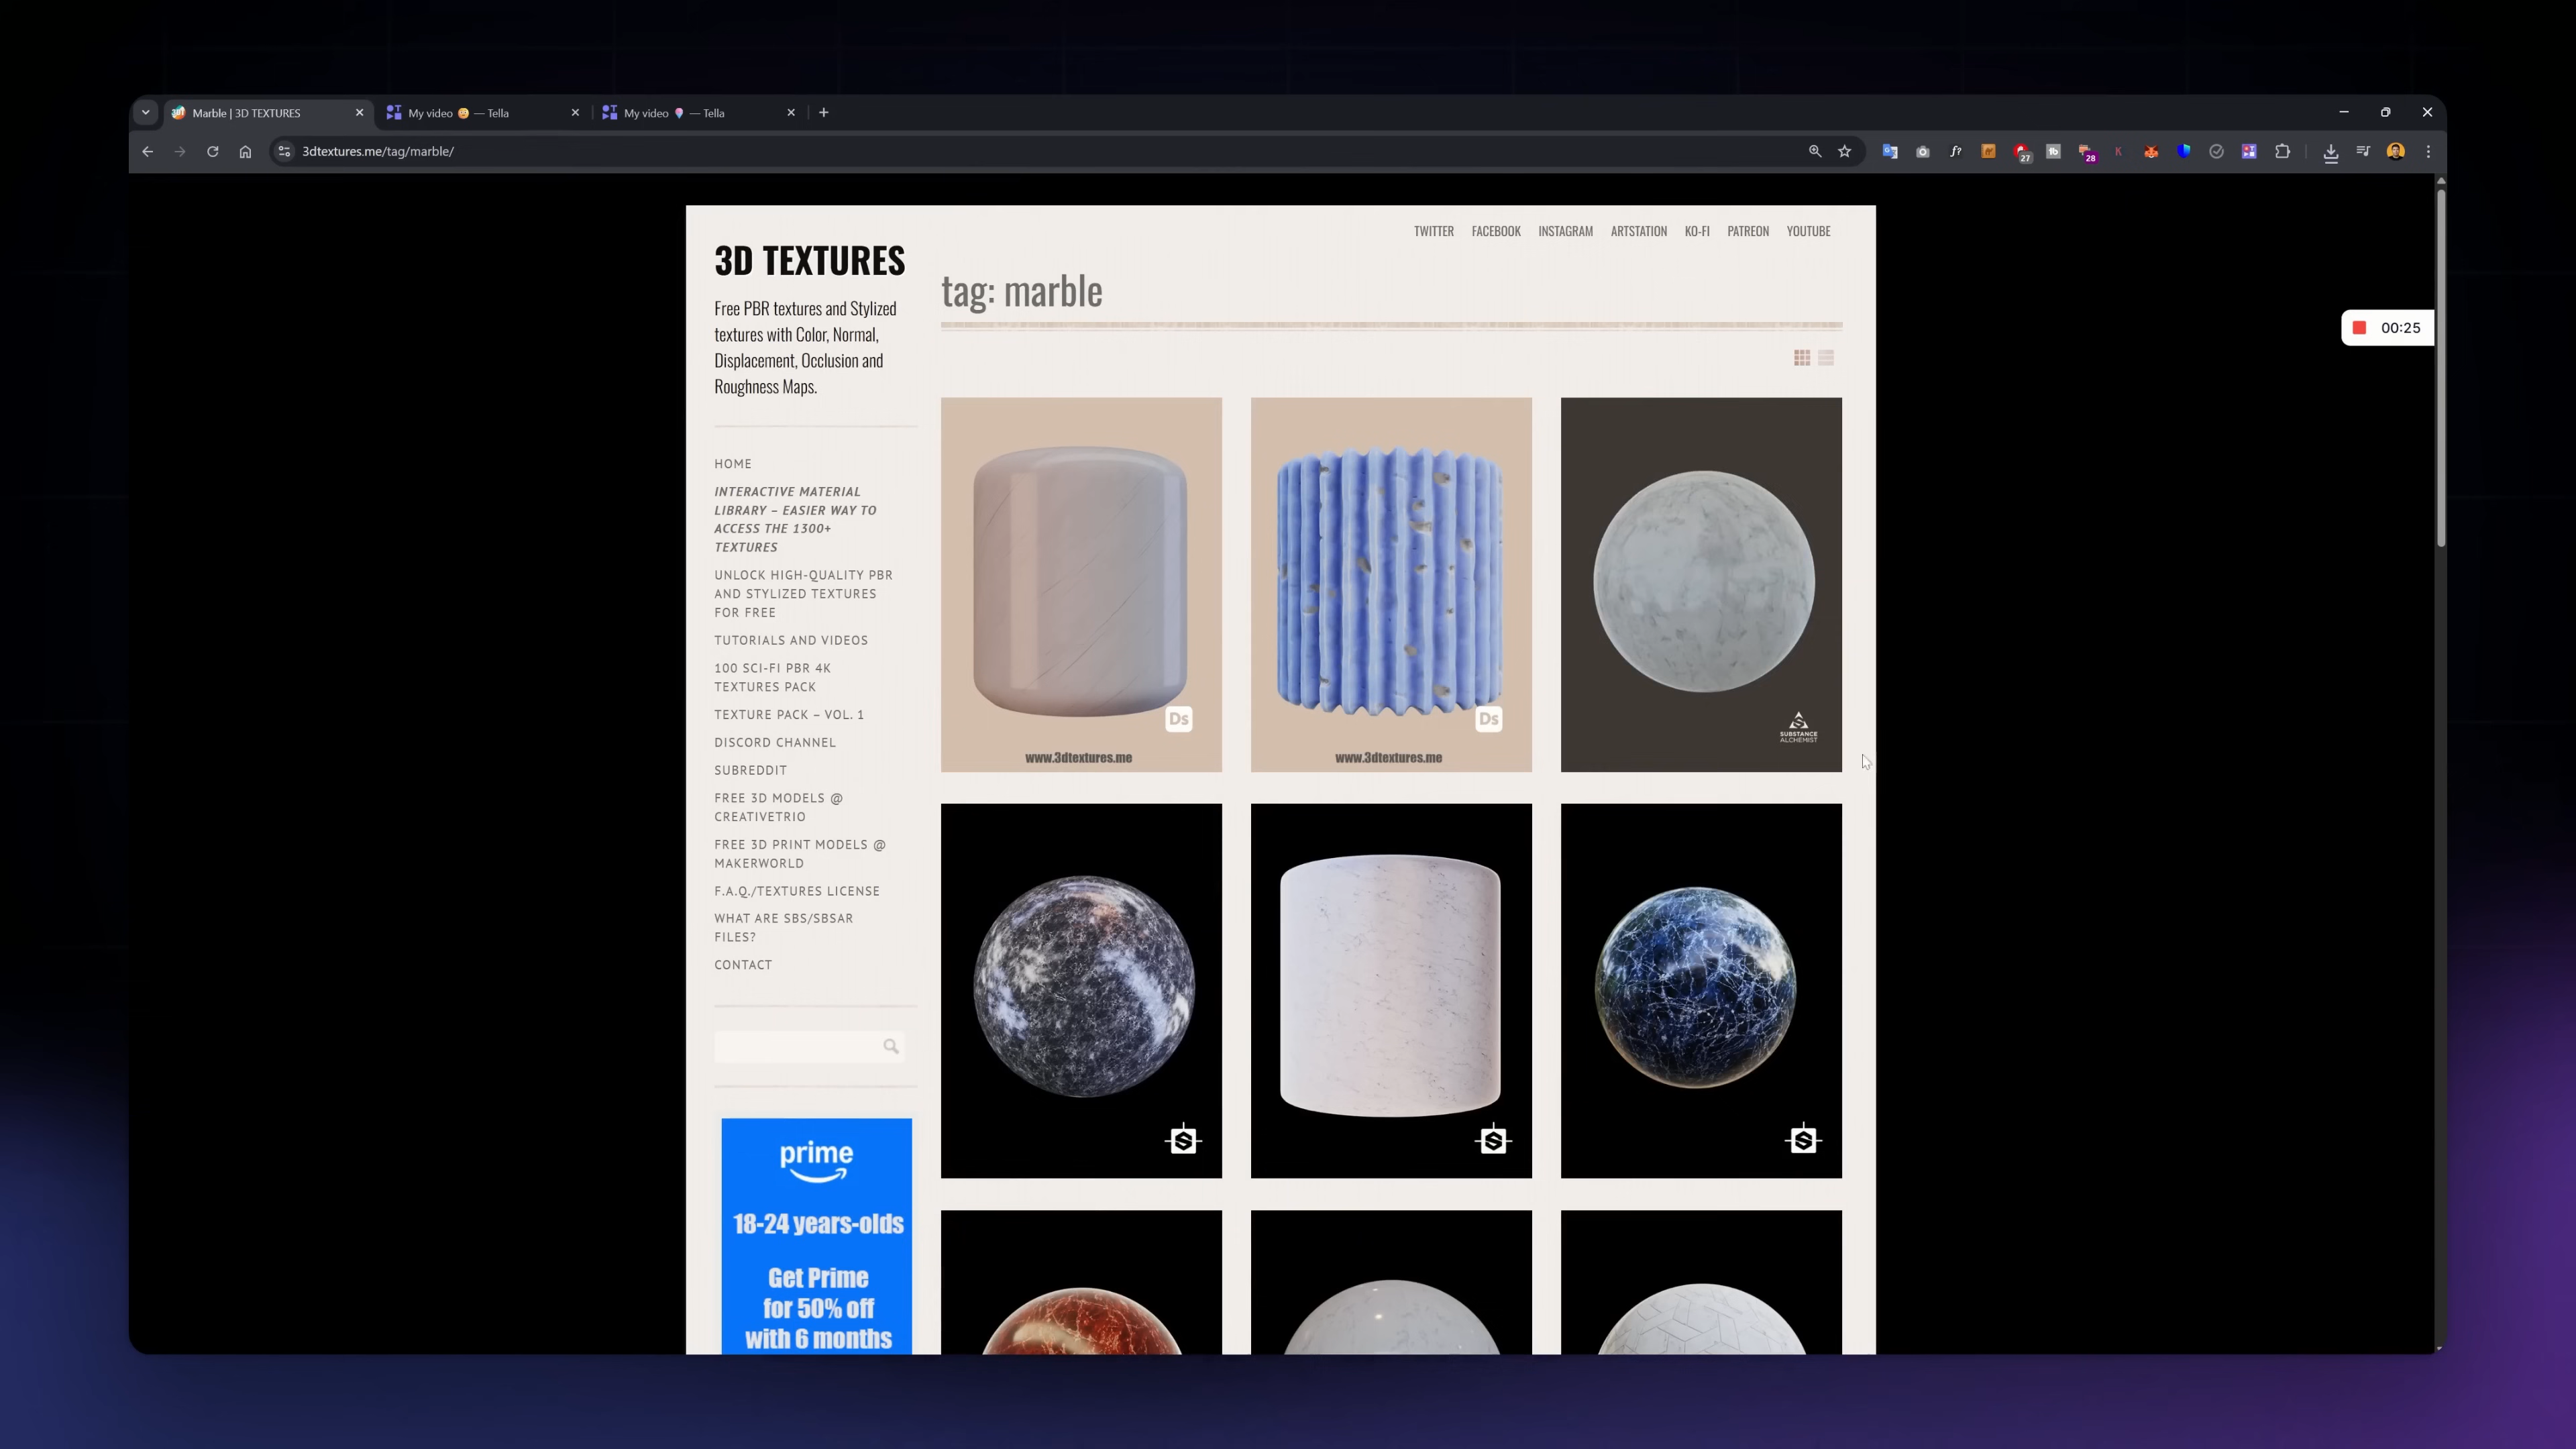 Marble | 3D TEXTURES
My video 😊 — Tella
My video 🎈 — Tella
3dtextures.me/tag/marble/
27
28
TWITTER FACEBOOK INSTAGRAM ARTSTATION KO-FI PATREON YOUTUBE
3D TEXTURES
Free PBR textures and Stylized
textures with Color, Normal,
Displacement, Occlusion and
Roughness Maps.
tag: marble
00:25
HOME
INTERACTIVE MATERIAL
LIBRARY – EASIER WAY TO
ACCESS THE 1300+
TEXTURES
UNLOCK HIGH-QUALITY PBR
AND STYLIZED TEXTURES
FOR FREE
TUTORIALS AND VIDEOS
100 SCI-FI PBR 4K
TEXTURES PACK
TEXTURE PACK – VOL. 1
DISCORD CHANNEL
SUBREDDIT
FREE 3D MODELS @
CREATIVETRIO
FREE 3D PRINT MODELS @
MAKERWORLD
F.A.Q./TEXTURES LICENSE
WHAT ARE SBS/SBSAR
FILES?
CONTACT
Ds
www.3dtextures.me
Ds
www.3dtextures.me
SUBSTANCE
ALCHEMIST
prime
18-24 years-olds
Get Prime
for 50% off
with 6 months